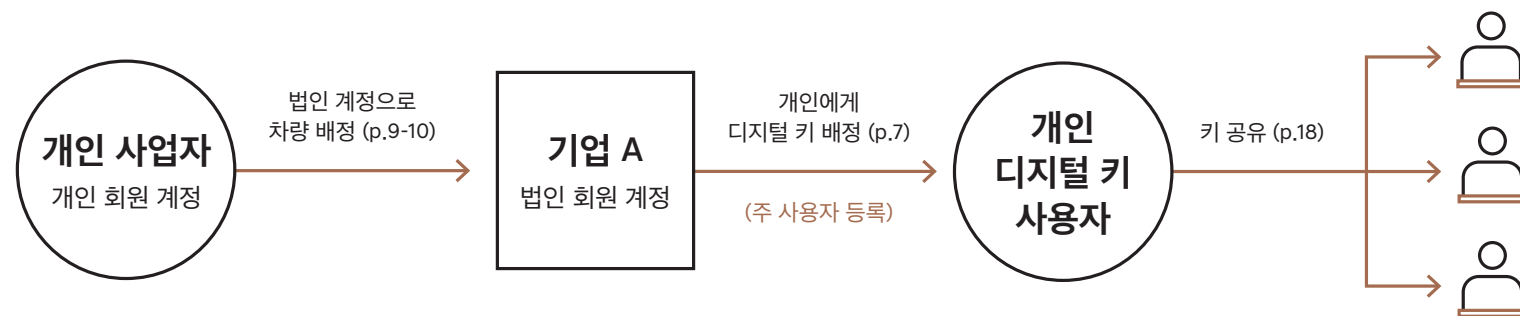 개인 사업자
개인 회원 계정
법인 계정으로
차량 배정 (p.9-10)
기업 A
법인 회원 계정
개인에게
디지털 키 배정 (p.7)
(주 사용자 등록)
개인
디지털 키
사용자
키 공유 (p.18)